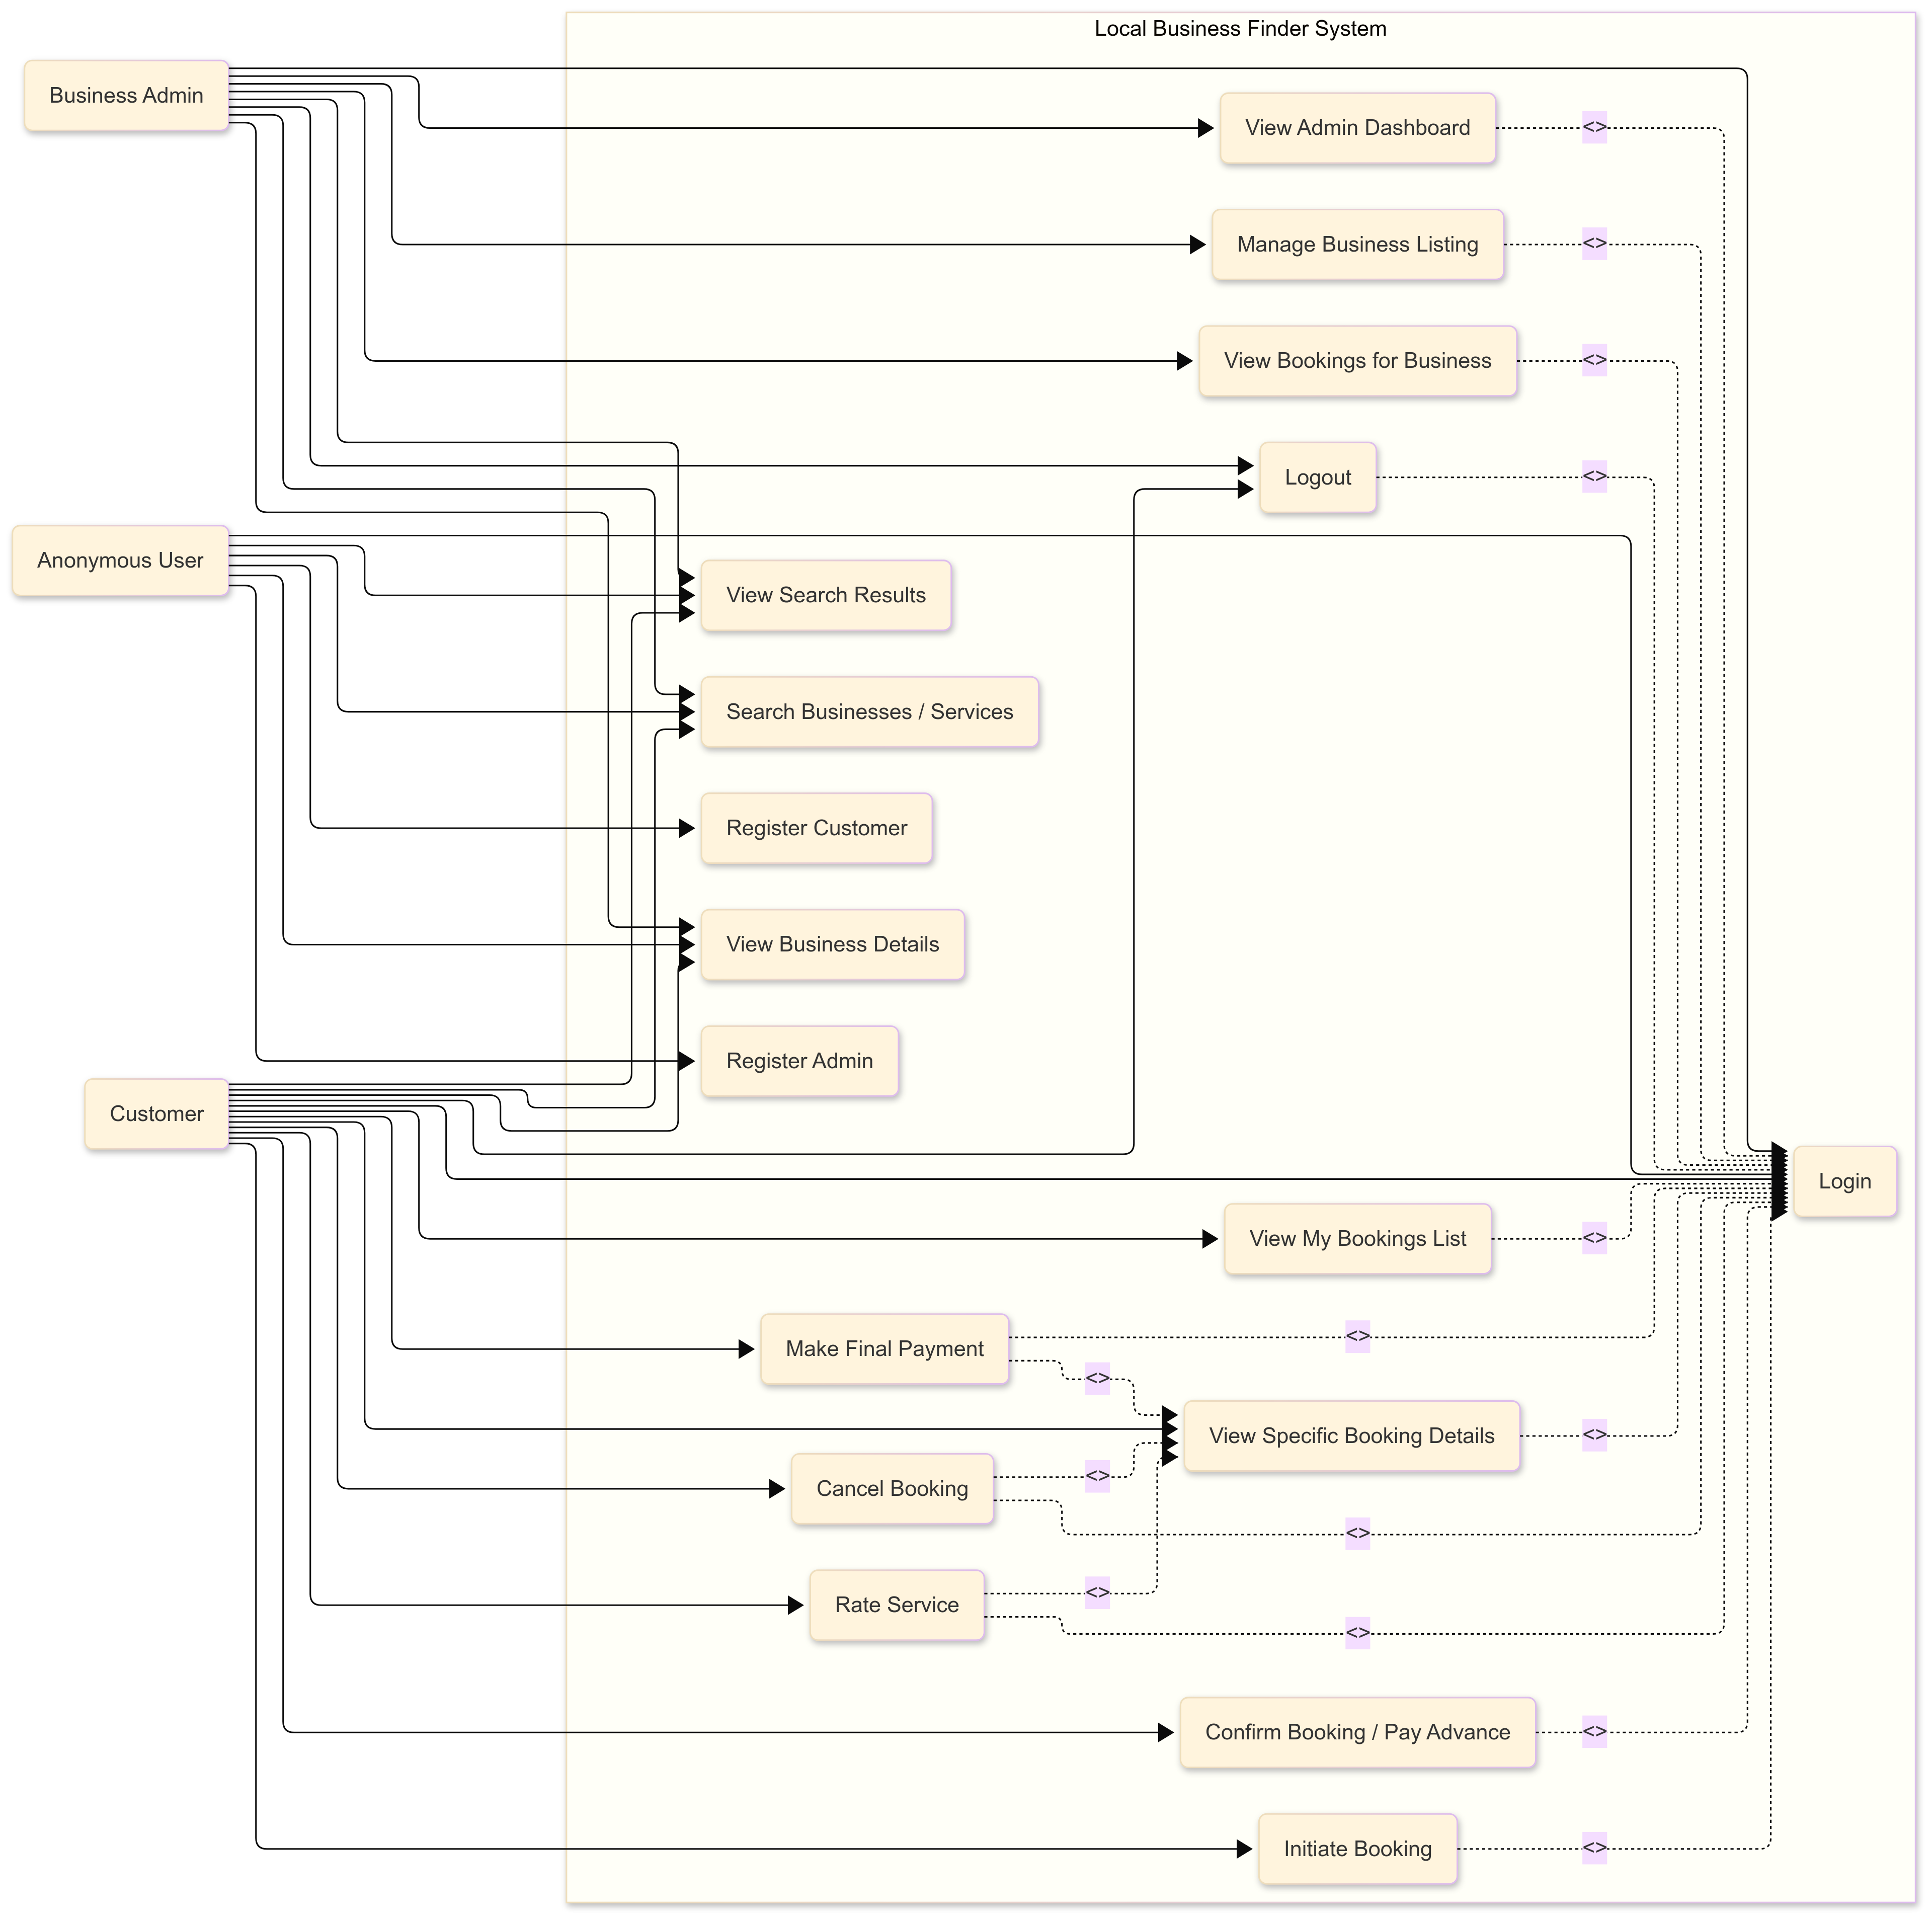 Local Business Finder System
Business Admin
View Admin Dashboard
<>
Manage Business Listing
<>
View Bookings for Business
<>
Logout
<>
Anonymous User
View Search Results
Search Businesses / Services
Register Customer
View Business Details
Register Admin
Customer
Login
View My Bookings List
<>
Make Final Payment
<>
<>
View Specific Booking Details
<>
Cancel Booking
<>
<>
Rate Service
<>
<>
Confirm Booking / Pay Advance
<>
Initiate Booking
<>